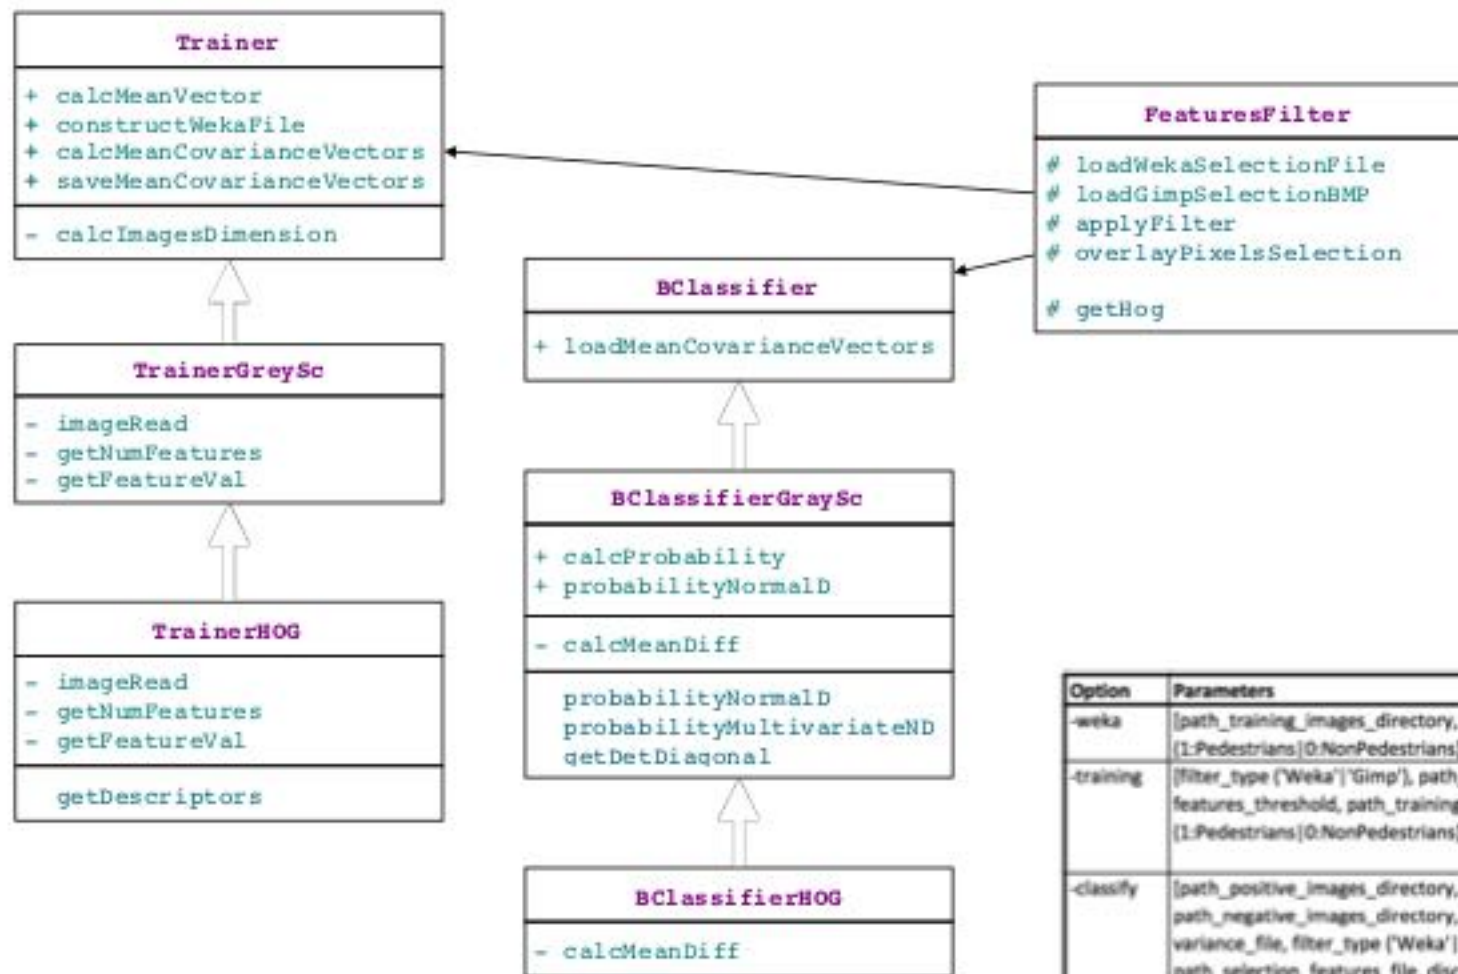 Trainer
+ calcMeanVector
+ constructWekaFile
+ calcMeanCovarianceVectors
+ saveMeanCovarianceVectors
- calcImagesDimension
TrainerGreySc
- imageRead
- getNumFeatures
- getFeatureVal
TrainerHOG
- imageRead
- getNumFeatures
- getFeatureVal
getDescriptors
BClassifier
+ loadMeanCovarianceVectors
BClassifierGraySc
+ calcProbability
+ probabilityNormalD
- calcMeanDiff
probabilityNormalD
probabilityMultivariateND
getDetDiagonal
BClassifierHOG
- calcMeanDiff
FeaturesFilter
# loadWekaSelectionFile
# loadGimpSelectionBMP
# applyFilter
# overlayPixelsSelection
# getHog
Option Parameters
-weka [path_training_images_directory,
(1:Pedestrians|0:NonPedestrians)
-training [filter_type ('Weka'|'Gimp'), path_
features_threshold, path_training
(1:Pedestrians|0:NonPedestrians)
-classify [path_positive_images_directory,
path_negative_images_directory,
variance_file, filter_type ('Weka'|
path_selection_features_file_disc